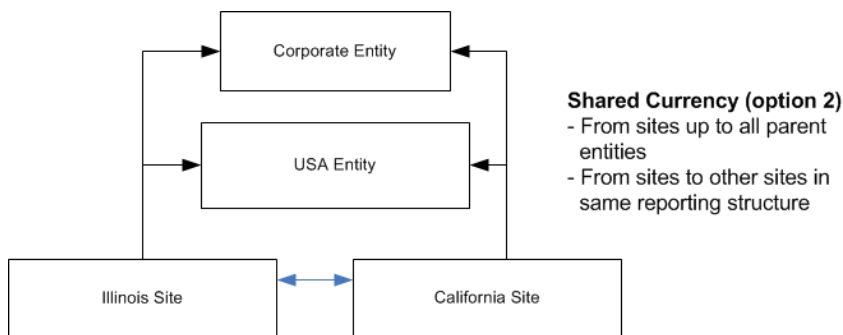 Corporate Entity
USA Entity
Illinois Site
California Site
Shared Currency (option 2)
- From sites up to all parent
entities
- From sites to other sites in
same reporting structure